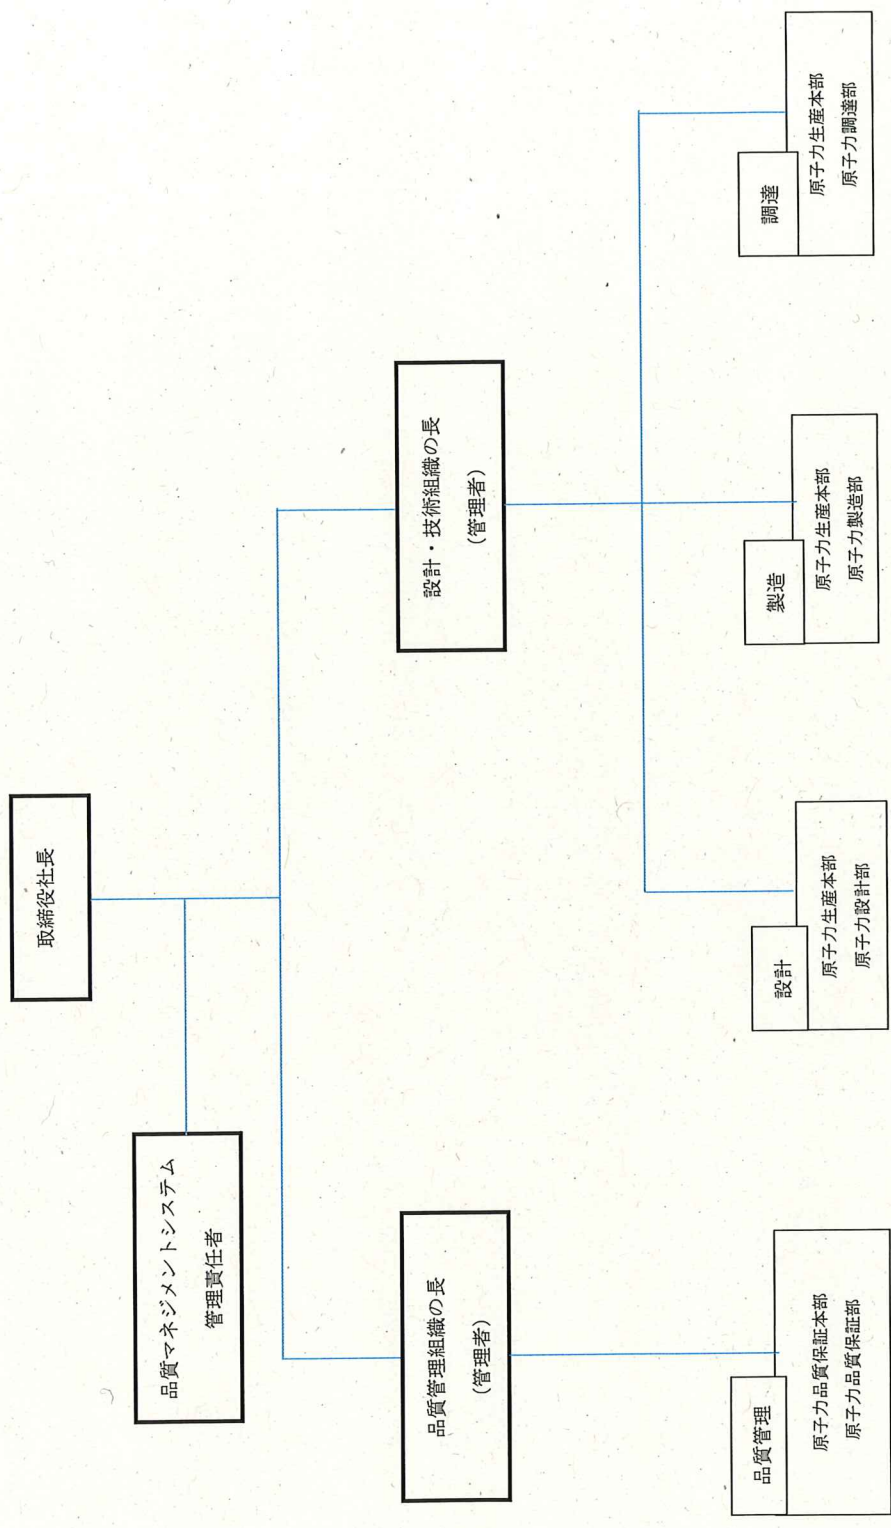 取締役社長
品質マネジメントシステム
管理責任者
品質管理組織の長
（管理者）
設計・技術組織の長
（管理者）
品質管理
原子力品質保証本部
原子力品質保証部
設計
原子力生産本部
原子力設計部
製造
原子力生産本部
原子力製造部
調達
原子力生産本部
原子力調達部